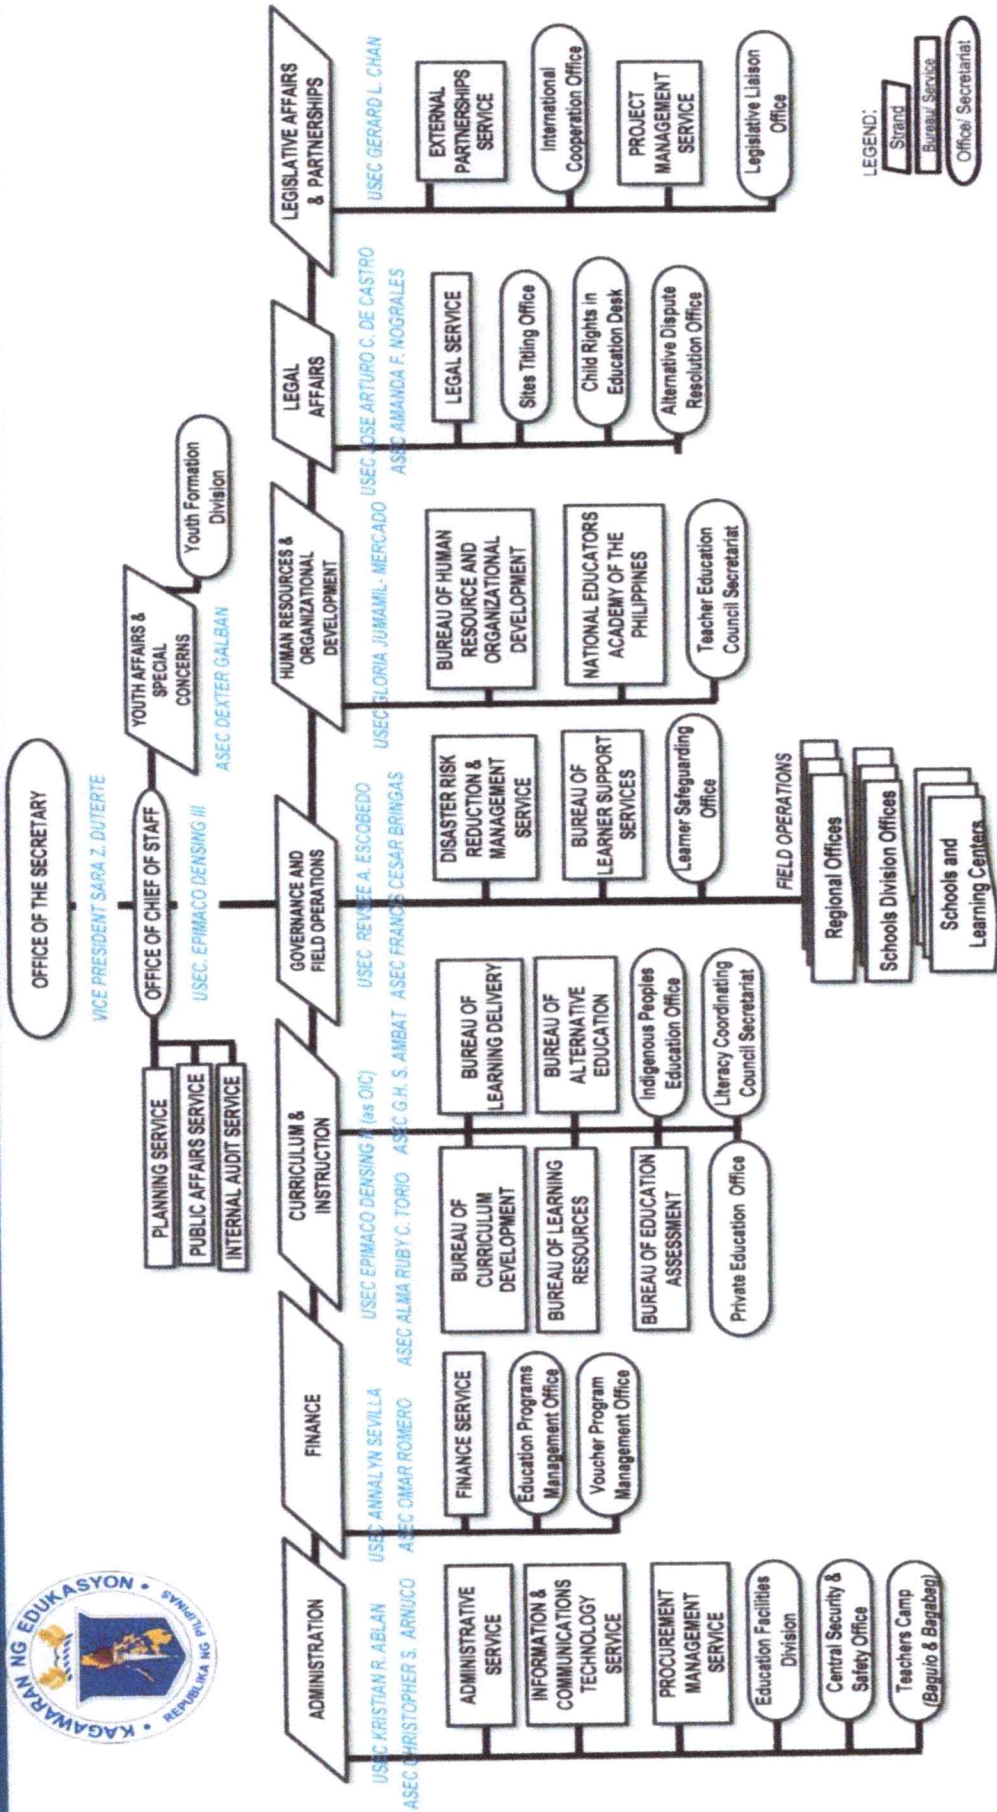 KAGAWARAN NG EDUKASYON
REPUBLIKA NG PILIPINAS
OFFICE OF THE SECRETARY
VICE PRESIDENT SARA Z. DUTERTE
OFFICE OF CHIEF OF STAFF
USEC. EPIMACO DENSING III
PLANNING SERVICE
PUBLIC AFFAIRS SERVICE
INTERNAL AUDIT SERVICE
YOUTH AFFAIRS &
SPECIAL
CONCERNS
ASEC DEXTER GALBAN
Youth Formation
Division
ADMINISTRATION
USEC KRISTIAN R. ABLAN
ASEC CHRISTOPHER S. ARNUCO
ADMINISTRATIVE
SERVICE
INFORMATION &
COMMUNICATIONS
TECHNOLOGY
SERVICE
PROCUREMENT
MANAGEMENT
SERVICE
Education Facilities
Division
Central Security &
Safety Office
Teachers Camp
(Baguio & Bagabag)
FINANCE
USEC ANNALYN SEVILLA
ASEC OMAR ROMERO
FINANCE SERVICE
Education Programs
Management Office
Voucher Program
Management Office
CURRICULUM &
INSTRUCTION
USEC EPIMACO DENSING III (as OIC)
ASEC ALMA RUBY C. TORIO
ASEC G.H. S. AMBAT
BUREAU OF
CURRICULUM
DEVELOPMENT
BUREAU OF
LEARNING DELIVERY
BUREAU OF LEARNING
RESOURCES
BUREAU OF
ALTERNATIVE
EDUCATION
BUREAU OF EDUCATION
ASSESSMENT
Indigenous Peoples
Education Office
Private Education Office
Literacy Coordinating
Council Secretariat
GOVERNANCE AND
FIELD OPERATIONS
USEC REVSEE A. ESCOBEDO
ASEC FRANCIS CESAR BRINGAS
DISASTER RISK
REDUCTION &
MANAGEMENT
SERVICE
BUREAU OF
LEARNER SUPPORT
SERVICES
Learner Safeguarding
Office
FIELD OPERATIONS
Regional Offices
Schools Division Offices
Schools and
Learning Centers
HUMAN RESOURCES &
ORGANIZATIONAL
DEVELOPMENT
USEC GLORIA JUMAMIL- MERCADO
BUREAU OF HUMAN
RESOURCE AND
ORGANIZATIONAL
DEVELOPMENT
NATIONAL EDUCATORS
ACADEMY OF THE
PHILIPPINES
Teacher Education
Council Secretariat
LEGAL
AFFAIRS
USEC JOSE ARTURO C. DE CASTRO
ASEC AMANDA F. NOGRALES
LEGAL SERVICE
Sites Titling Office
Child Rights in
Education Desk
Alternative Dispute
Resolution Office
LEGISLATIVE AFFAIRS
& PARTNERSHIPS
USEC GERARD L. CHAN
EXTERNAL
PARTNERSHIPS
SERVICE
International
Cooperation Office
PROJECT
MANAGEMENT
SERVICE
Legislative Liaison
Office
LEGEND:
Strand
Bureau/ Service
Office/ Secretariat